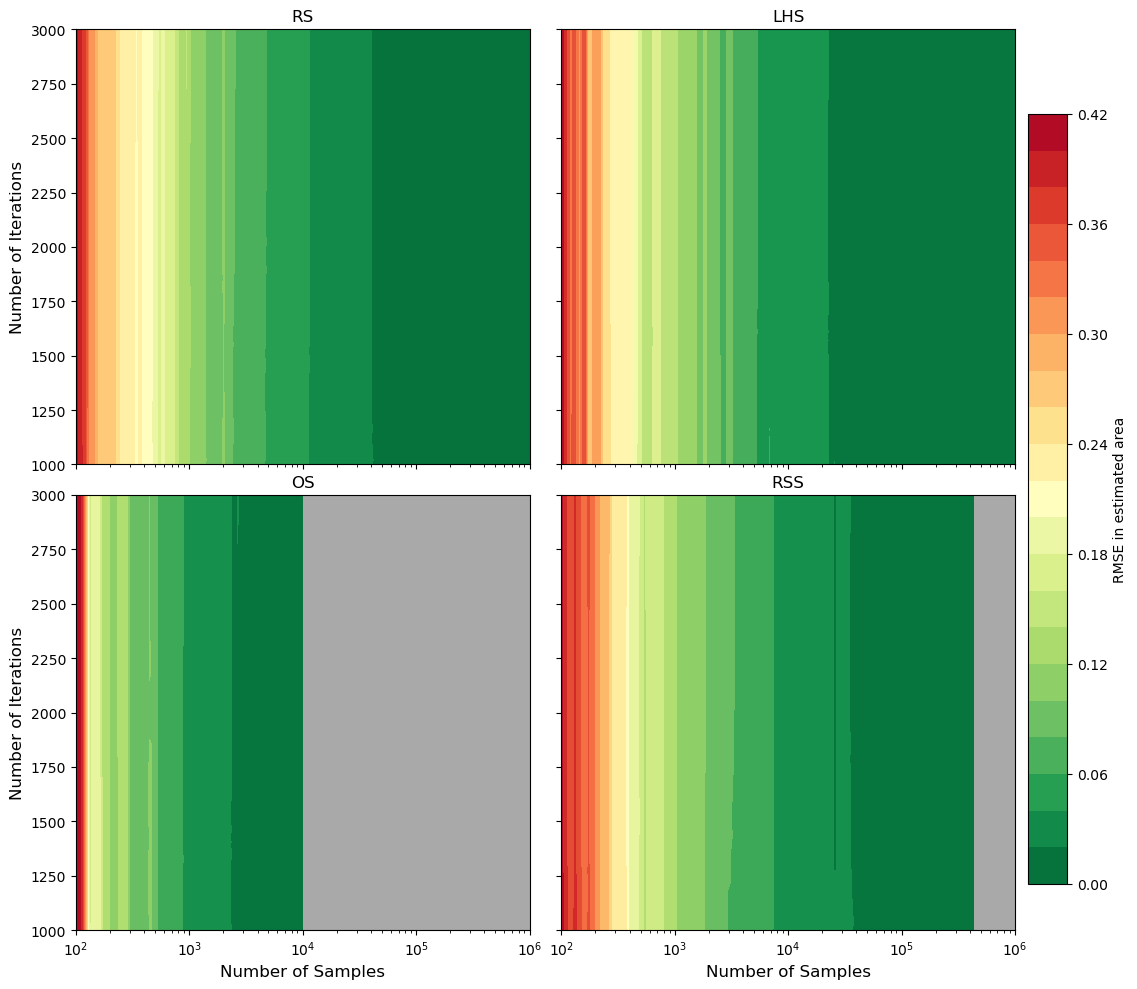 RS
LHS
3000
2750
2500
2250
2000
1750
1500
1250
1000
Number of Iterations
OS
RSS
3000
2750
2500
2250
2000
1750
1500
1250
1000
Number of Iterations
10² 10³ 10⁴ 10⁵ 10⁶
Number of Samples
10² 10³ 10⁴ 10⁵ 10⁶
Number of Samples
0.42
0.36
0.30
0.24
0.18
0.12
0.06
0.00
RMSE in estimated area